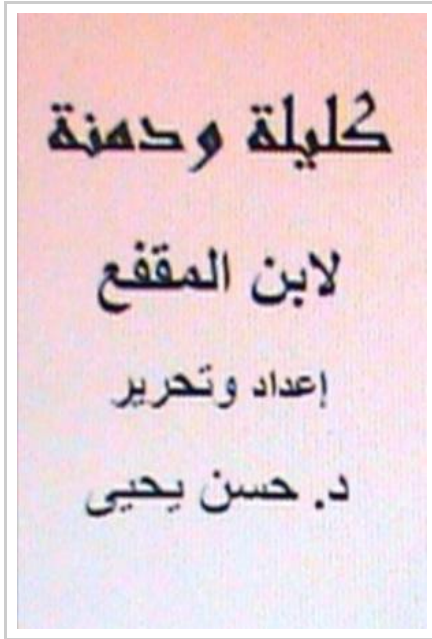 كليلة ودمنة
لابن المقفع
إعداد وتحرير
د. حسن يحيى